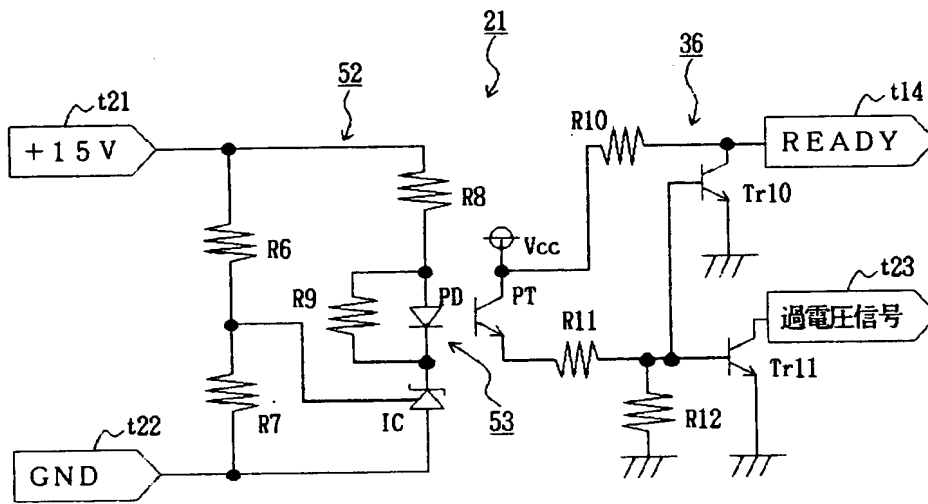 21
36
52
t21
+15V
R8
R6
R9
PD
R7
IC
t22
GND
53
Vcc
PT
R10
R11
R12
t14
READY
Tr10
t23
過電圧信号
Tr11